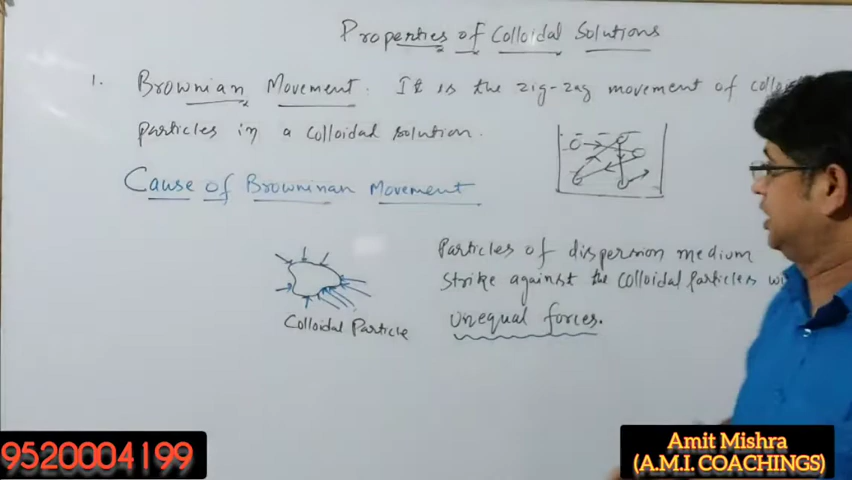 Properties of Colloidal Solutions
1. Brownian Movement. It is the zig-zag movement of
particles in a colloidal solution.
Cause of Browninan Movement
Particles of dispersion medium
strike against the colloidal particles
unequal forces.
Colloidal Particle
9520004199
Amit Mishra
(A.M.I. COACHINGS)